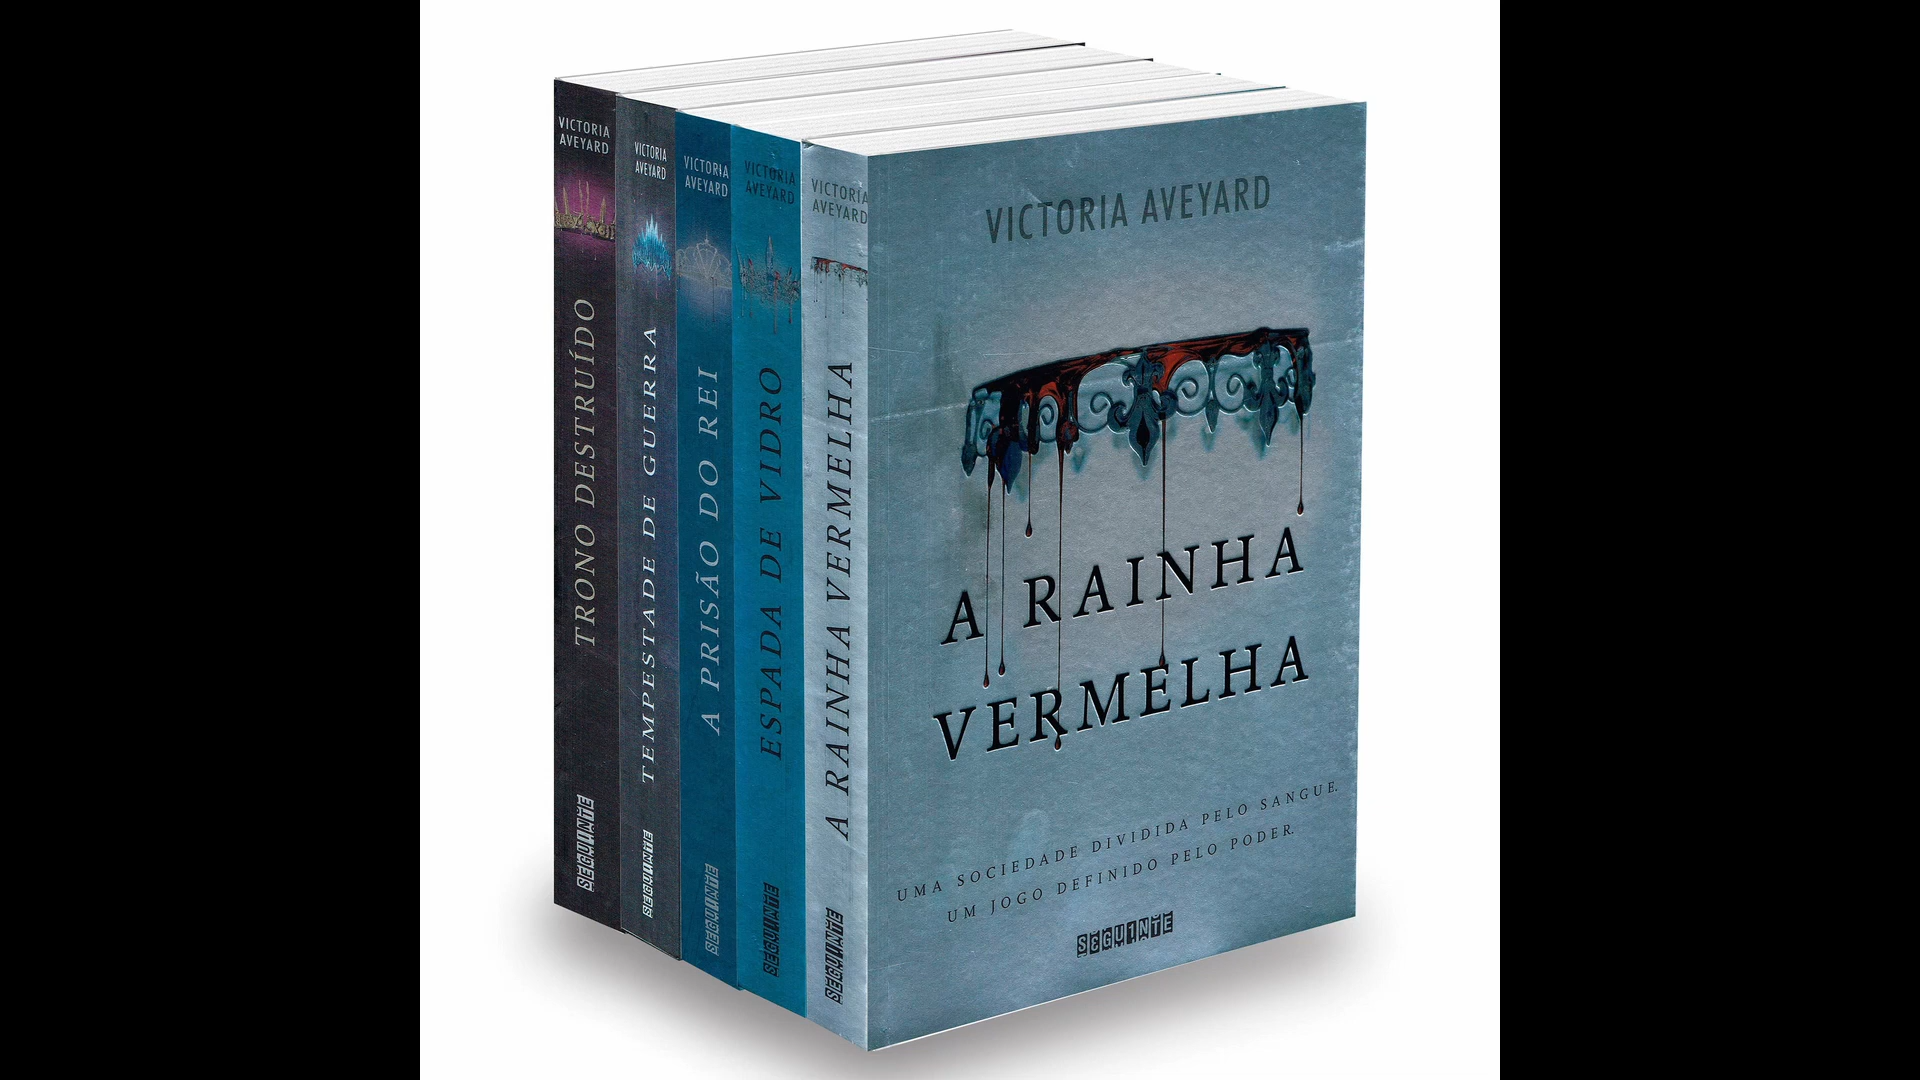 VICTORIA
AVEYARD
TRONO DESTRUÍDO
SEGUINTE
VICTORIA
AVEYARD
TEMPESTADE DE GUERRA
SEGUINTE
VICTORIA
AVEYARD
A PRISÃO DO REI
SEGUINTE
VICTORIA
AVEYARD
ESPADA DE VIDRO
SEGUINTE
VICTORIA
AVEYARD
A RAINHA VERMELHA
SEGUINTE
VICTORIA AVEYARD
A RAINHA
VERMELHA
UMA SOCIEDADE DIVIDIDA PELO SANGUE.
UM JOGO DEFINIDO PELO PODER.
SEGUINTE